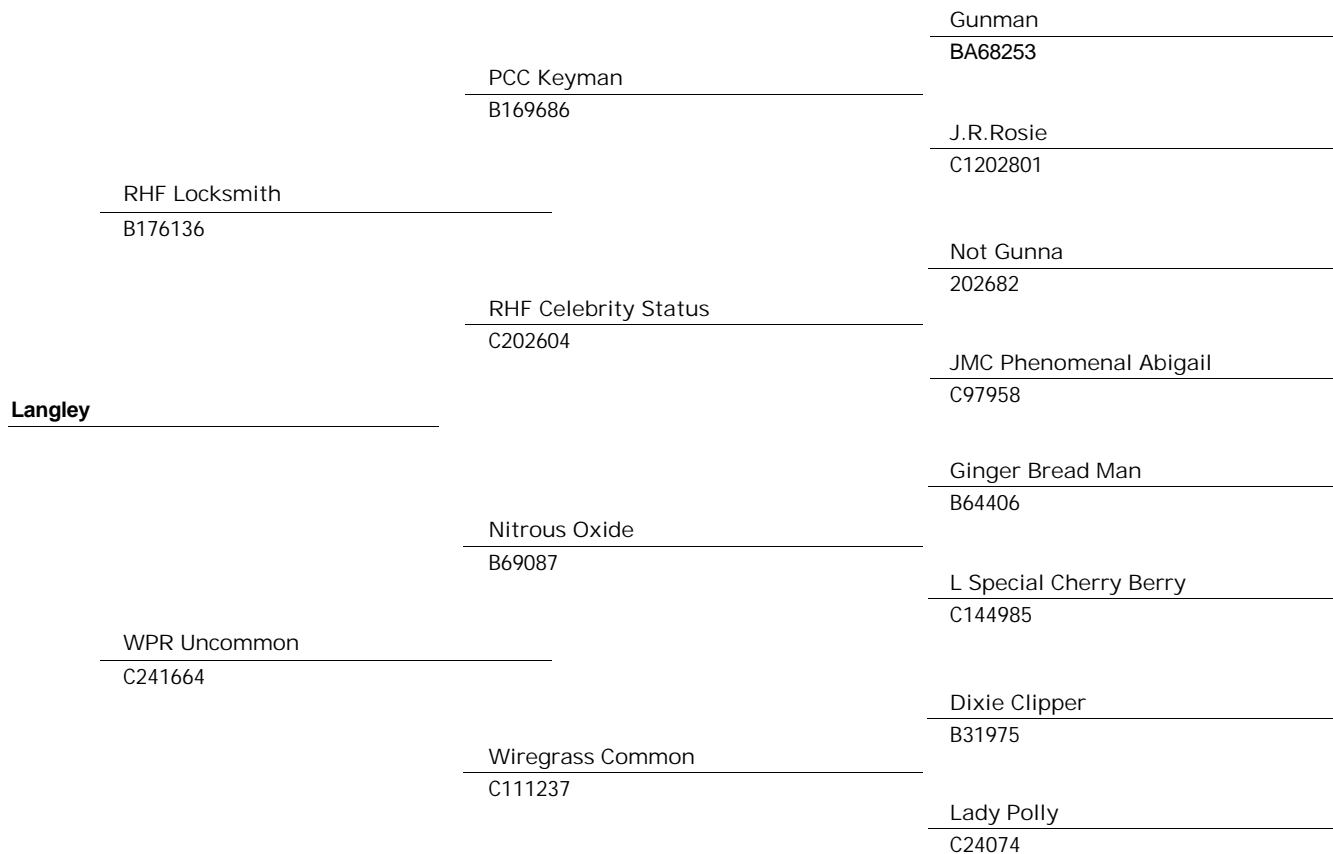 Gunman
BA68253
PCC Keyman
B169686
J.R.Rosie
C1202801
RHF Locksmith
B176136
Not Gunna
202682
RHF Celebrity Status
C202604
JMC Phenomenal Abigail
C97958
Langley
Ginger Bread Man
B64406
Nitrous Oxide
B69087
L Special Cherry Berry
C144985
WPR Uncommon
C241664
Dixie Clipper
B31975
Wiregrass Common
C111237
Lady Polly
C24074